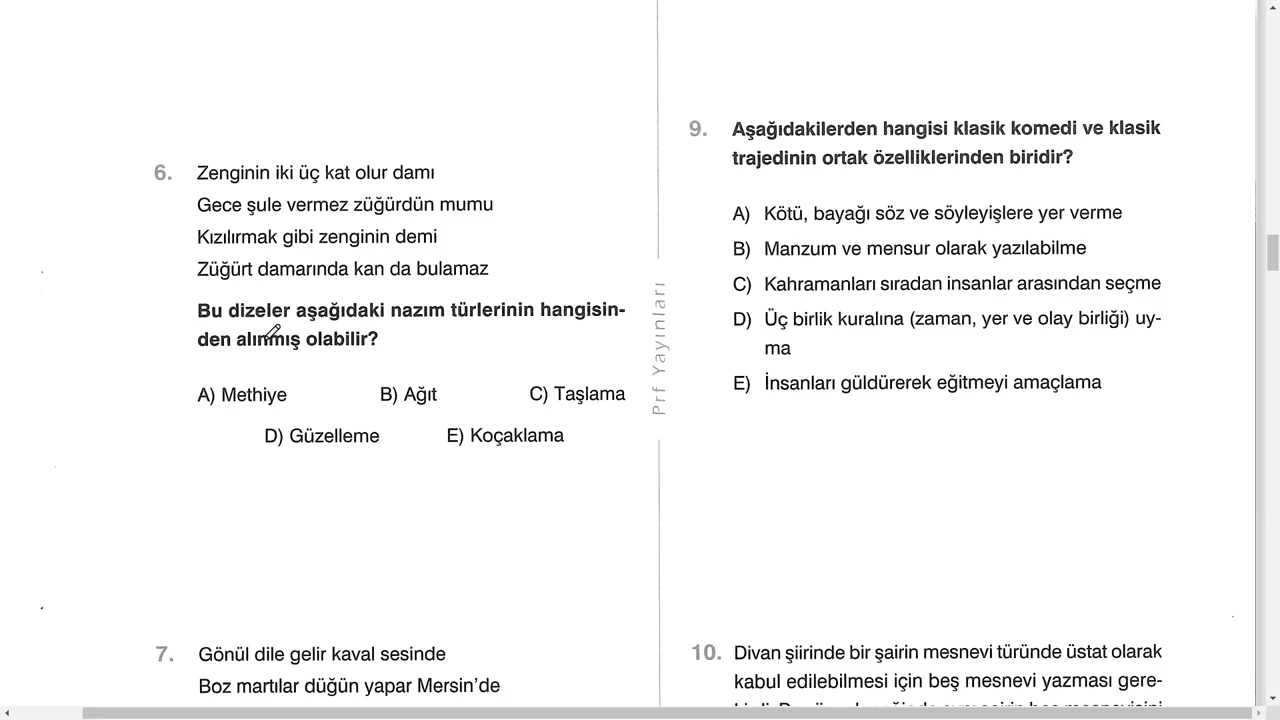 6. Zenginin iki üç kat olur damı
Gece şule vermez züğürdün mumu
Kızılırmak gibi zenginin demi
Züğürt damarında kan da bulamaz
Bu dizeler aşağıdaki nazım türlerinin hangisin-
den alınmış olabilir?
A) Methiye B) Ağıt C) Taşlama
D) Güzelleme E) Koçaklama
7. Gönül dile gelir kaval sesinde
Boz martılar düğün yapar Mersin'de
Prf Yayınları
9. Aşağıdakilerden hangisi klasik komedi ve klasik
trajedinin ortak özelliklerinden biridir?
A) Kötü, bayağı söz ve söyleyişlere yer verme
B) Manzum ve mensur olarak yazılabilme
C) Kahramanları sıradan insanlar arasından seçme
D) Üç birlik kuralına (zaman, yer ve olay birliği) uy-
ma
E) İnsanları güldürerek eğitmeyi amaçlama
10. Divan şiirinde bir şairin mesnevi türünde üstat olarak
kabul edilebilmesi için beş mesnevi yazması gere-